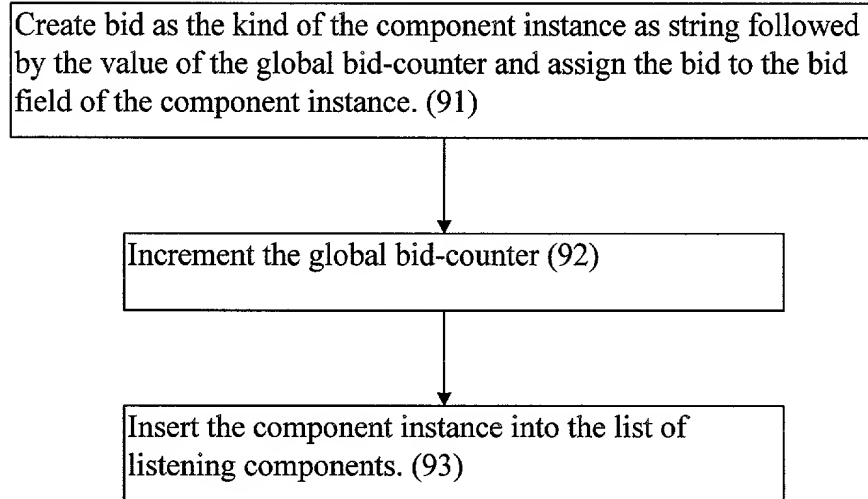 Create bid as the kind of the component instance as string followed
by the value of the global bid-counter and assign the bid to the bid
field of the component instance. (91)
Increment the global bid-counter (92)
Insert the component instance into the list of
listening components. (93)